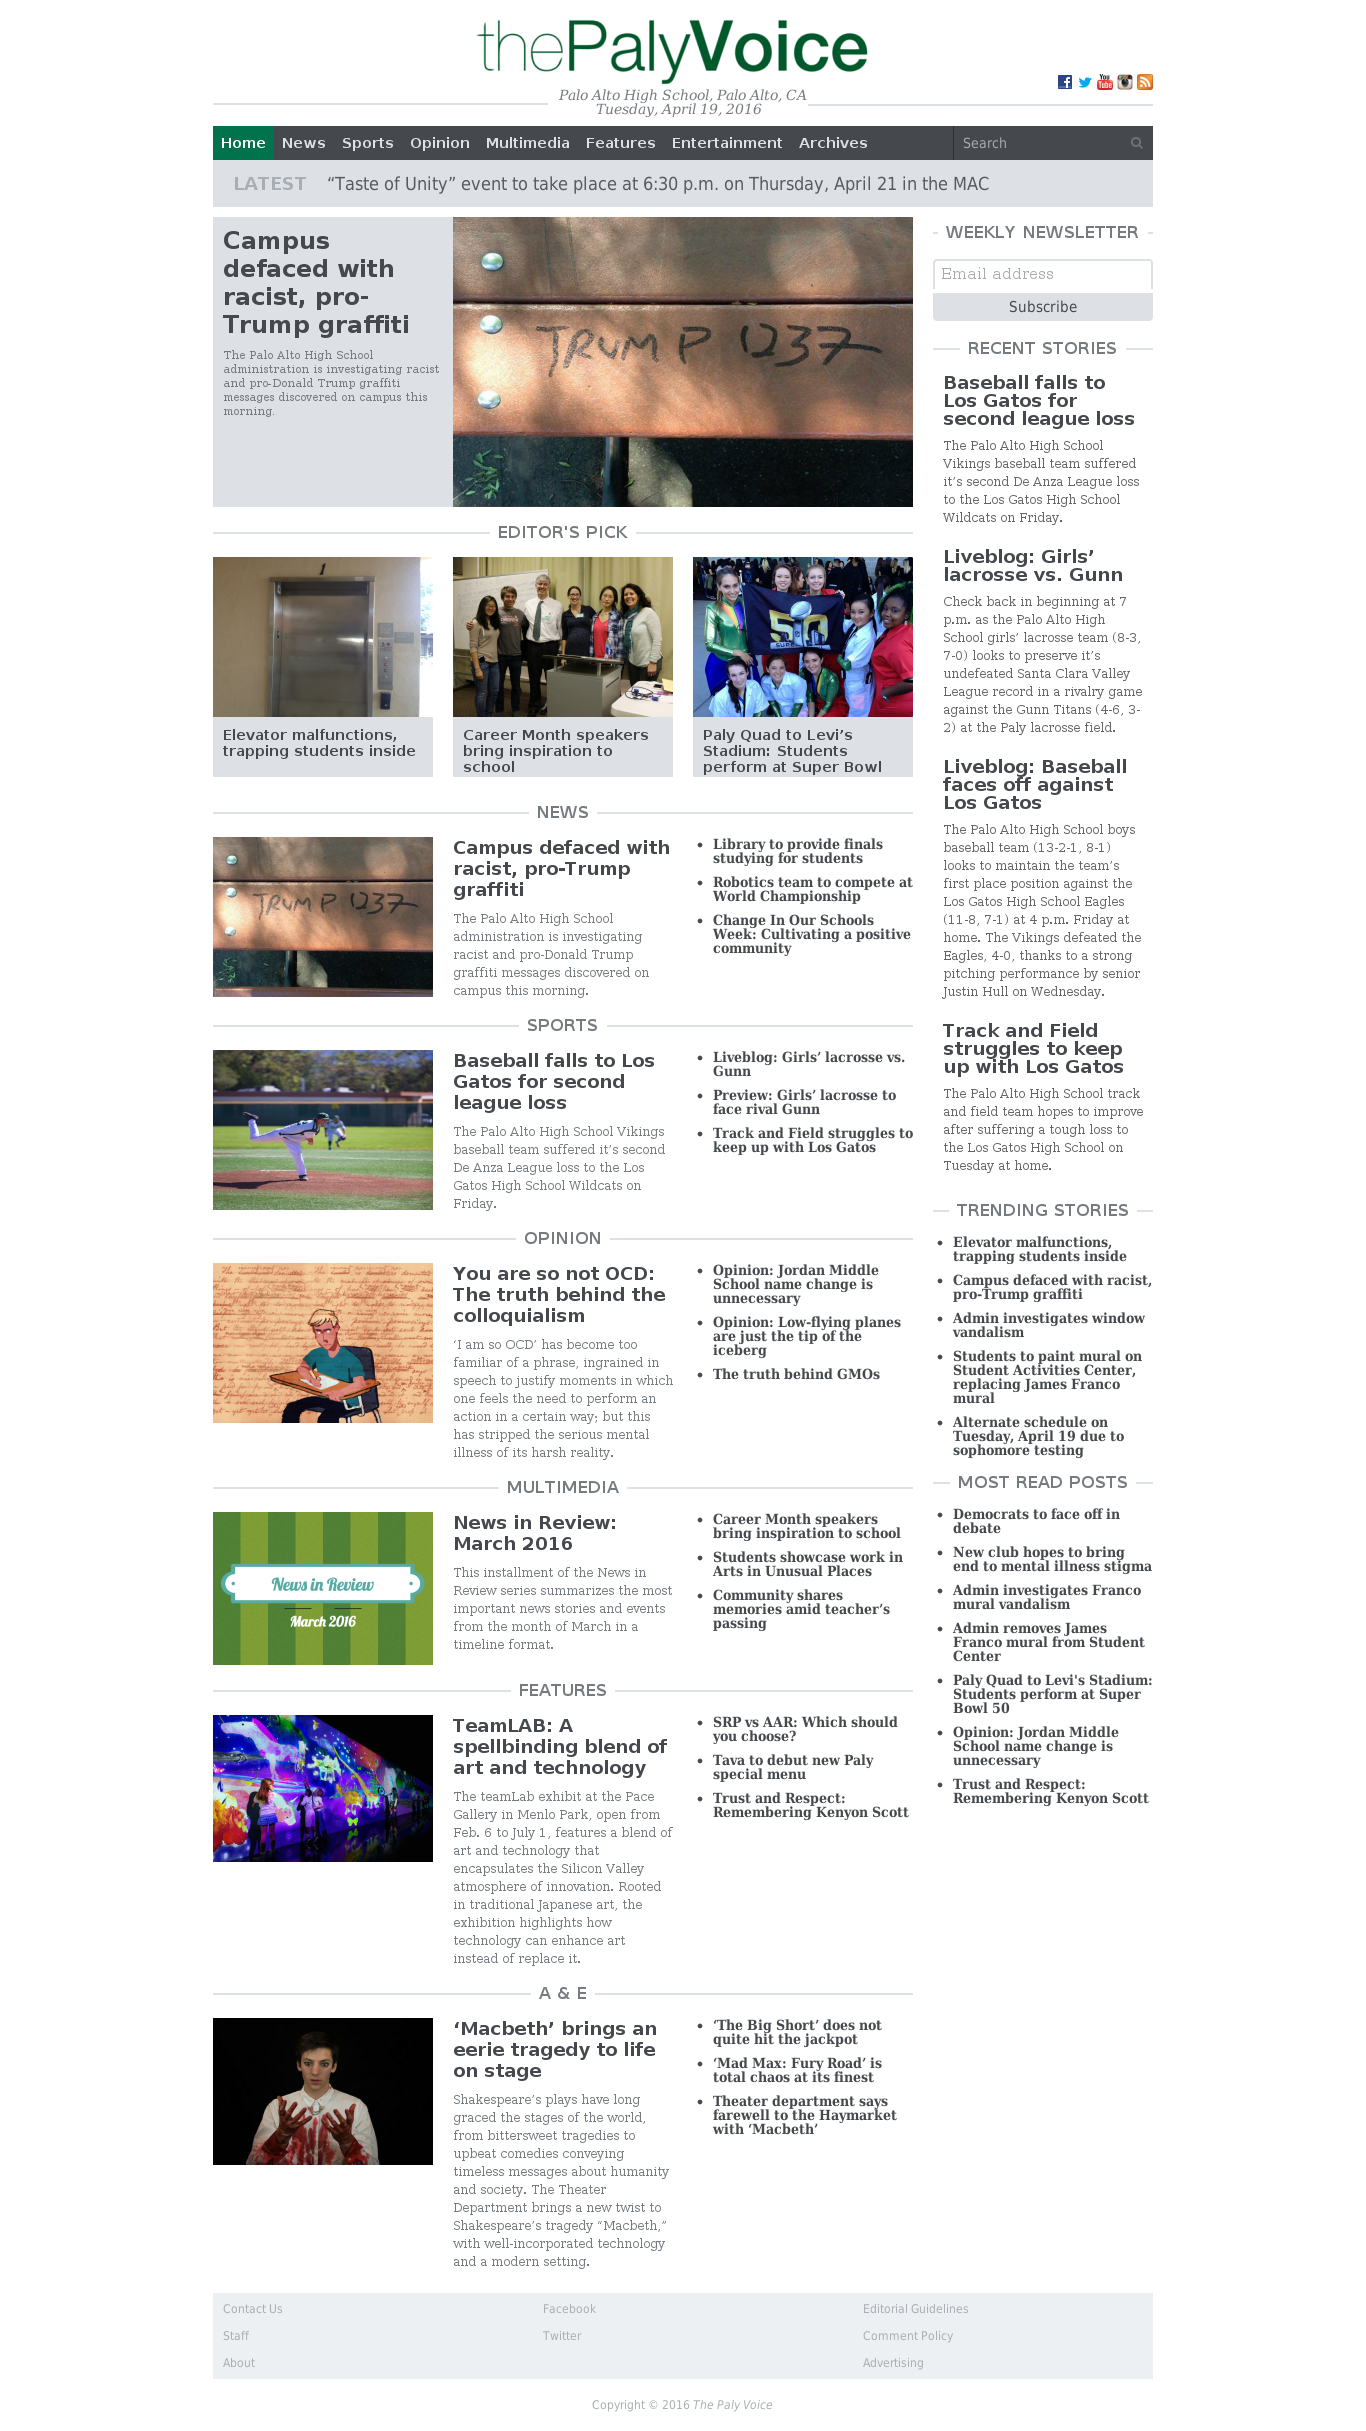 thePalyVoice
Palo Alto High School, Palo Alto, CA
Tuesday, April 19, 2016
Home News Sports Opinion Multimedia Features Entertainment Archives Search
LATEST “Taste of Unity” event to take place at 6:30 p.m. on Thursday, April 21 in the MAC
Campus
defaced with
racist, pro-
Trump graffiti
The Palo Alto High School
administration is investigating racist
and pro-Donald Trump graffiti
messages discovered on campus this
morning.
TRUMP 1237
EDITOR'S PICK
1
50
Elevator malfunctions,
trapping students inside
Career Month speakers
bring inspiration to
school
Paly Quad to Levi’s
Stadium: Students
perform at Super Bowl
NEWS
TRUMP 1237
Campus defaced with
racist, pro-Trump
graffiti
The Palo Alto High School
administration is investigating
racist and pro-Donald Trump
graffiti messages discovered on
campus this morning.
• Library to provide finals
studying for students
• Robotics team to compete at
World Championship
• Change In Our Schools
Week: Cultivating a positive
community
SPORTS
Baseball falls to Los
Gatos for second
league loss
The Palo Alto High School Vikings
baseball team suffered it’s second
De Anza League loss to the Los
Gatos High School Wildcats on
Friday.
• Liveblog: Girls’ lacrosse vs.
Gunn
• Preview: Girls’ lacrosse to
face rival Gunn
• Track and Field struggles to
keep up with Los Gatos
OPINION
You are so not OCD:
The truth behind the
colloquialism
‘I am so OCD’ has become too
familiar of a phrase, ingrained in
speech to justify moments in which
one feels the need to perform an
action in a certain way; but this
has stripped the serious mental
illness of its harsh reality.
• Opinion: Jordan Middle
School name change is
unnecessary
• Opinion: Low-flying planes
are just the tip of the
iceberg
• The truth behind GMOs
MULTIMEDIA
News in Review
March 2016
News in Review:
March 2016
This installment of the News in
Review series summarizes the most
important news stories and events
from the month of March in a
timeline format.
• Career Month speakers
bring inspiration to school
• Students showcase work in
Arts in Unusual Places
• Community shares
memories amid teacher’s
passing
FEATURES
TeamLAB: A
spellbinding blend of
art and technology
The teamLab exhibit at the Pace
Gallery in Menlo Park, open from
Feb. 6 to July 1, features a blend of
art and technology that
encapsulates the Silicon Valley
atmosphere of innovation. Rooted
in traditional Japanese art, the
exhibition highlights how
technology can enhance art
instead of replace it.
• SRP vs AAR: Which should
you choose?
• Tava to debut new Paly
special menu
• Trust and Respect:
Remembering Kenyon Scott
A & E
‘Macbeth’ brings an
eerie tragedy to life
on stage
Shakespeare’s plays have long
graced the stages of the world,
from bittersweet tragedies to
upbeat comedies conveying
timeless messages about humanity
and society. The Theater
Department brings a new twist to
Shakespeare’s tragedy “Macbeth,”
with well-incorporated technology
and a modern setting.
• ‘The Big Short’ does not
quite hit the jackpot
• ‘Mad Max: Fury Road’ is
total chaos at its finest
• Theater department says
farewell to the Haymarket
with ‘Macbeth’
WEEKLY NEWSLETTER
Email address
Subscribe
RECENT STORIES
Baseball falls to
Los Gatos for
second league loss
The Palo Alto High School
Vikings baseball team suffered
it’s second De Anza League loss
to the Los Gatos High School
Wildcats on Friday.
Liveblog: Girls’
lacrosse vs. Gunn
Check back in beginning at 7
p.m. as the Palo Alto High
School girls’ lacrosse team (8-3,
7-0) looks to preserve it’s
undefeated Santa Clara Valley
League record in a rivalry game
against the Gunn Titans (4-6, 3-
2) at the Paly lacrosse field.
Liveblog: Baseball
faces off against
Los Gatos
The Palo Alto High School boys
baseball team (13-2-1, 8-1)
looks to maintain the team’s
first place position against the
Los Gatos High School Eagles
(11-8, 7-1) at 4 p.m. Friday at
home. The Vikings defeated the
Eagles, 4-0, thanks to a strong
pitching performance by senior
Justin Hull on Wednesday.
Track and Field
struggles to keep
up with Los Gatos
The Palo Alto High School track
and field team hopes to improve
after suffering a tough loss to
the Los Gatos High School on
Tuesday at home.
TRENDING STORIES
• Elevator malfunctions,
trapping students inside
• Campus defaced with racist,
pro-Trump graffiti
• Admin investigates window
vandalism
• Students to paint mural on
Student Activities Center,
replacing James Franco
mural
• Alternate schedule on
Tuesday, April 19 due to
sophomore testing
MOST READ POSTS
• Democrats to face off in
debate
• New club hopes to bring
end to mental illness stigma
• Admin investigates Franco
mural vandalism
• Admin removes James
Franco mural from Student
Center
• Paly Quad to Levi's Stadium:
Students perform at Super
Bowl 50
• Opinion: Jordan Middle
School name change is
unnecessary
• Trust and Respect:
Remembering Kenyon Scott
Contact Us Facebook Editorial Guidelines
Staff Twitter Comment Policy
About Advertising
Copyright © 2016 The Paly Voice